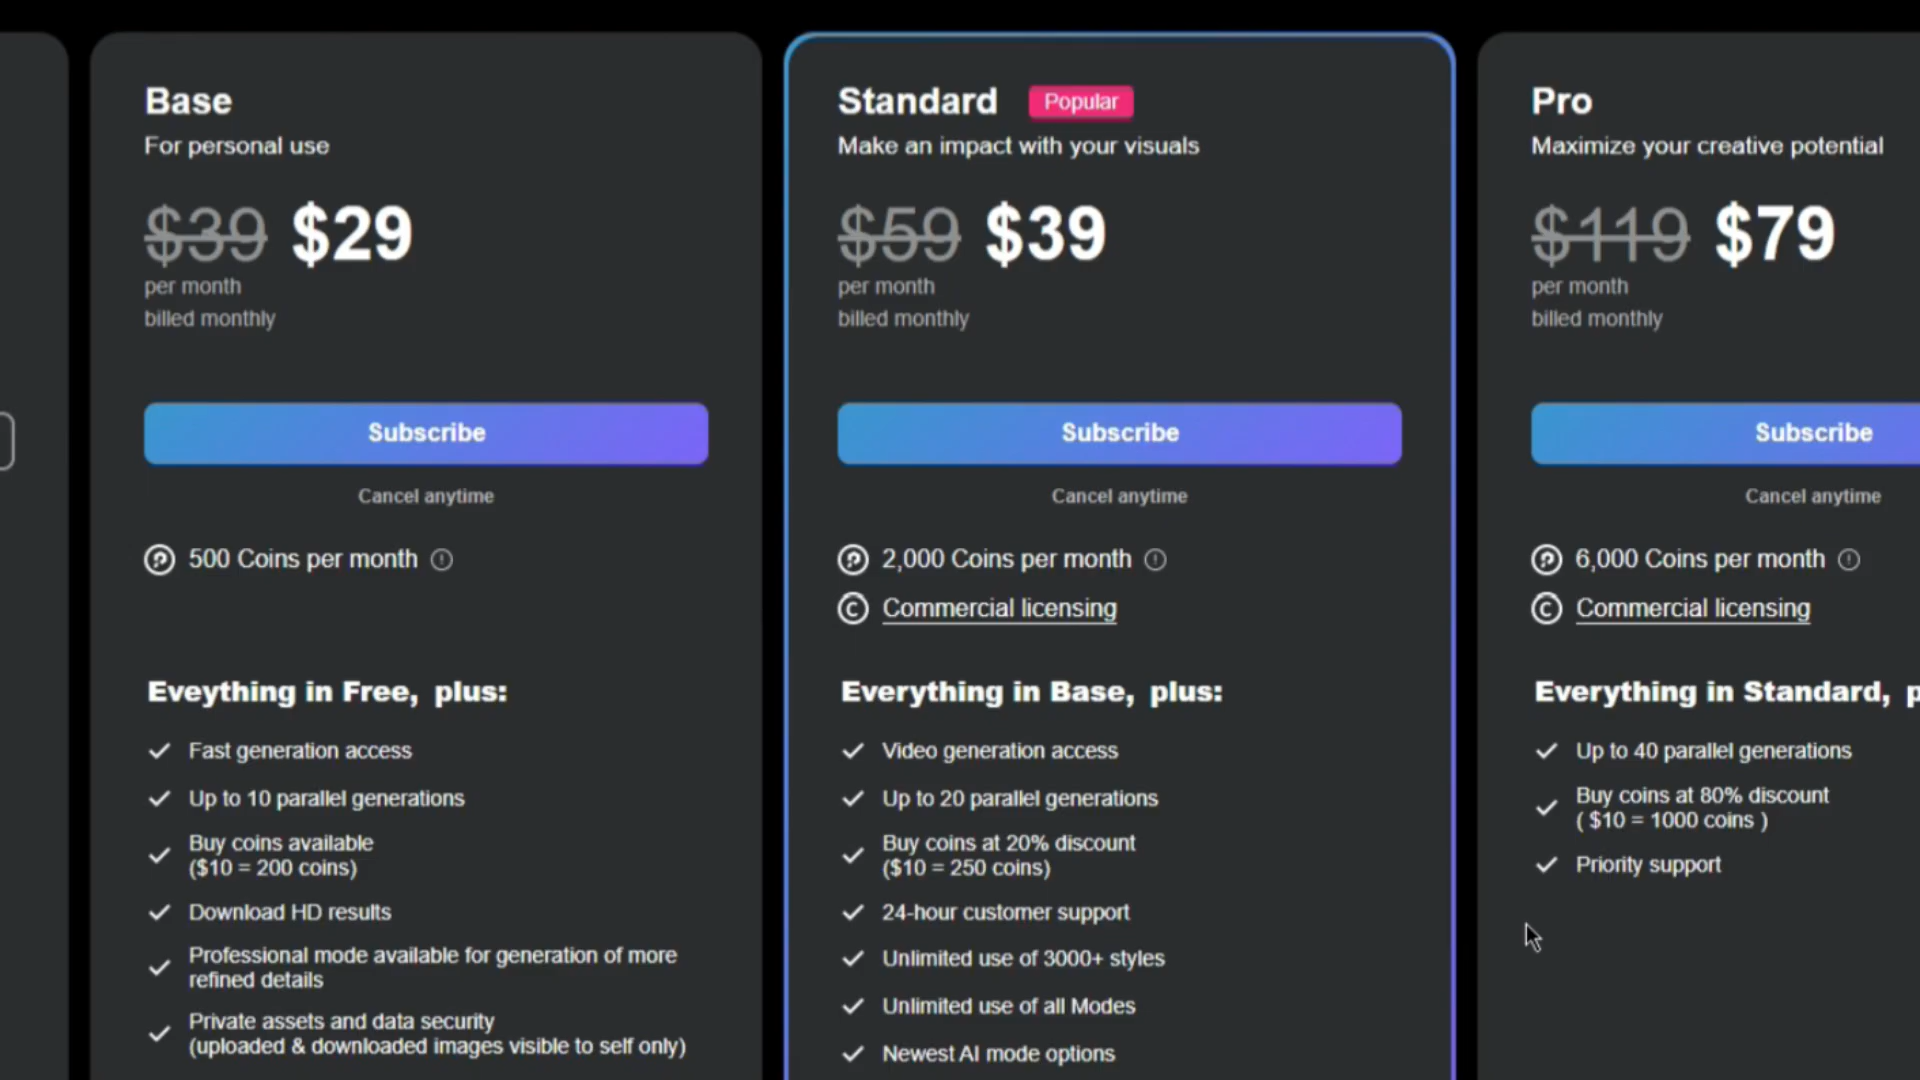 Base
For personal use
$39 $29
per month
billed monthly
Subscribe
Cancel anytime
500 Coins per month
Eveything in Free, plus:
Fast generation access
Up to 10 parallel generations
Buy coins available
($10 = 200 coins)
Download HD results
Professional mode available for generation of more
refined details
Private assets and data security
(uploaded & downloaded images visible to self only)
Standard Popular
Make an impact with your visuals
$59 $39
per month
billed monthly
Subscribe
Cancel anytime
2,000 Coins per month
Commercial licensing
Everything in Base, plus:
Video generation access
Up to 20 parallel generations
Buy coins at 20% discount
($10 = 250 coins)
24-hour customer support
Unlimited use of 3000+ styles
Unlimited use of all Modes
Newest AI mode options
Pro
Maximize your creative potential
$119 $79
per month
billed monthly
Subscribe
Cancel anytime
6,000 Coins per month
Commercial licensing
Everything in Standard, p
Up to 40 parallel generations
Buy coins at 80% discount
( $10 = 1000 coins )
Priority support